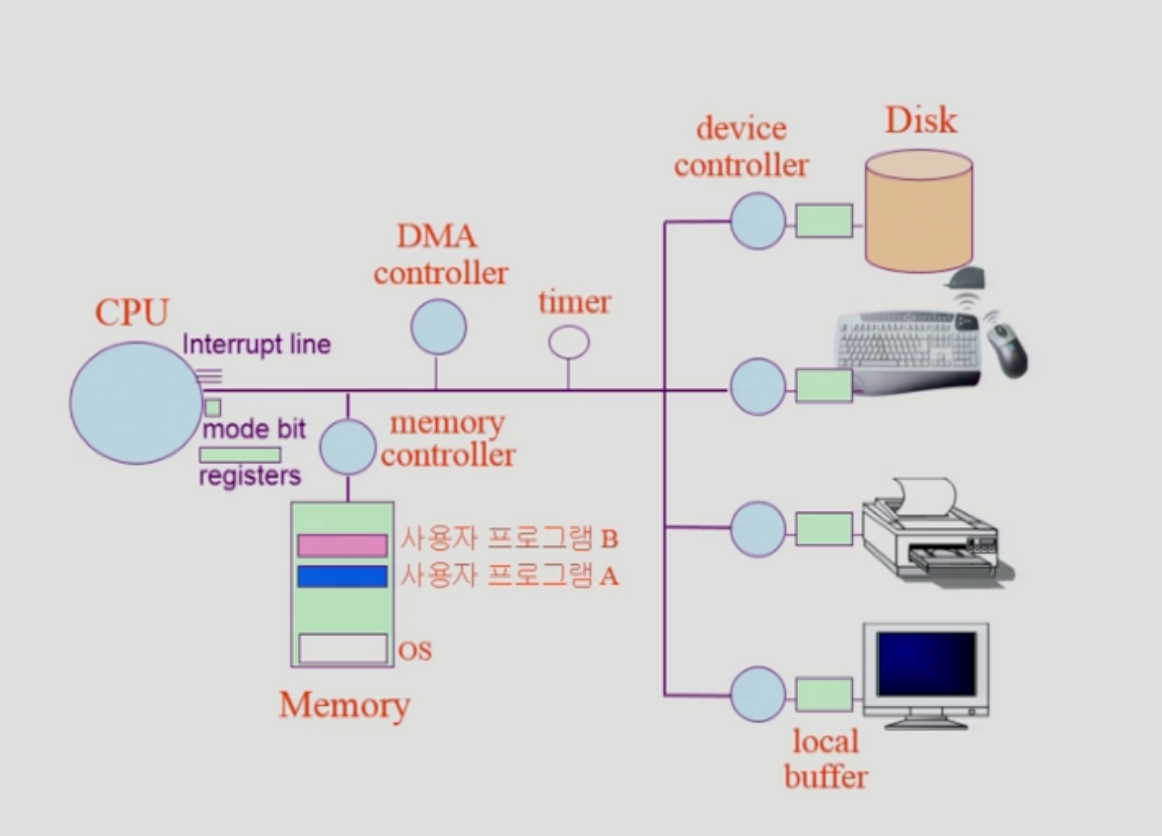 Disk
device
controller
DMA
controller
timer
CPU
Interrupt line
mode bit
registers
memory
controller
사용자 프로그램 B
사용자 프로그램 A
OS
Memory
local
buffer